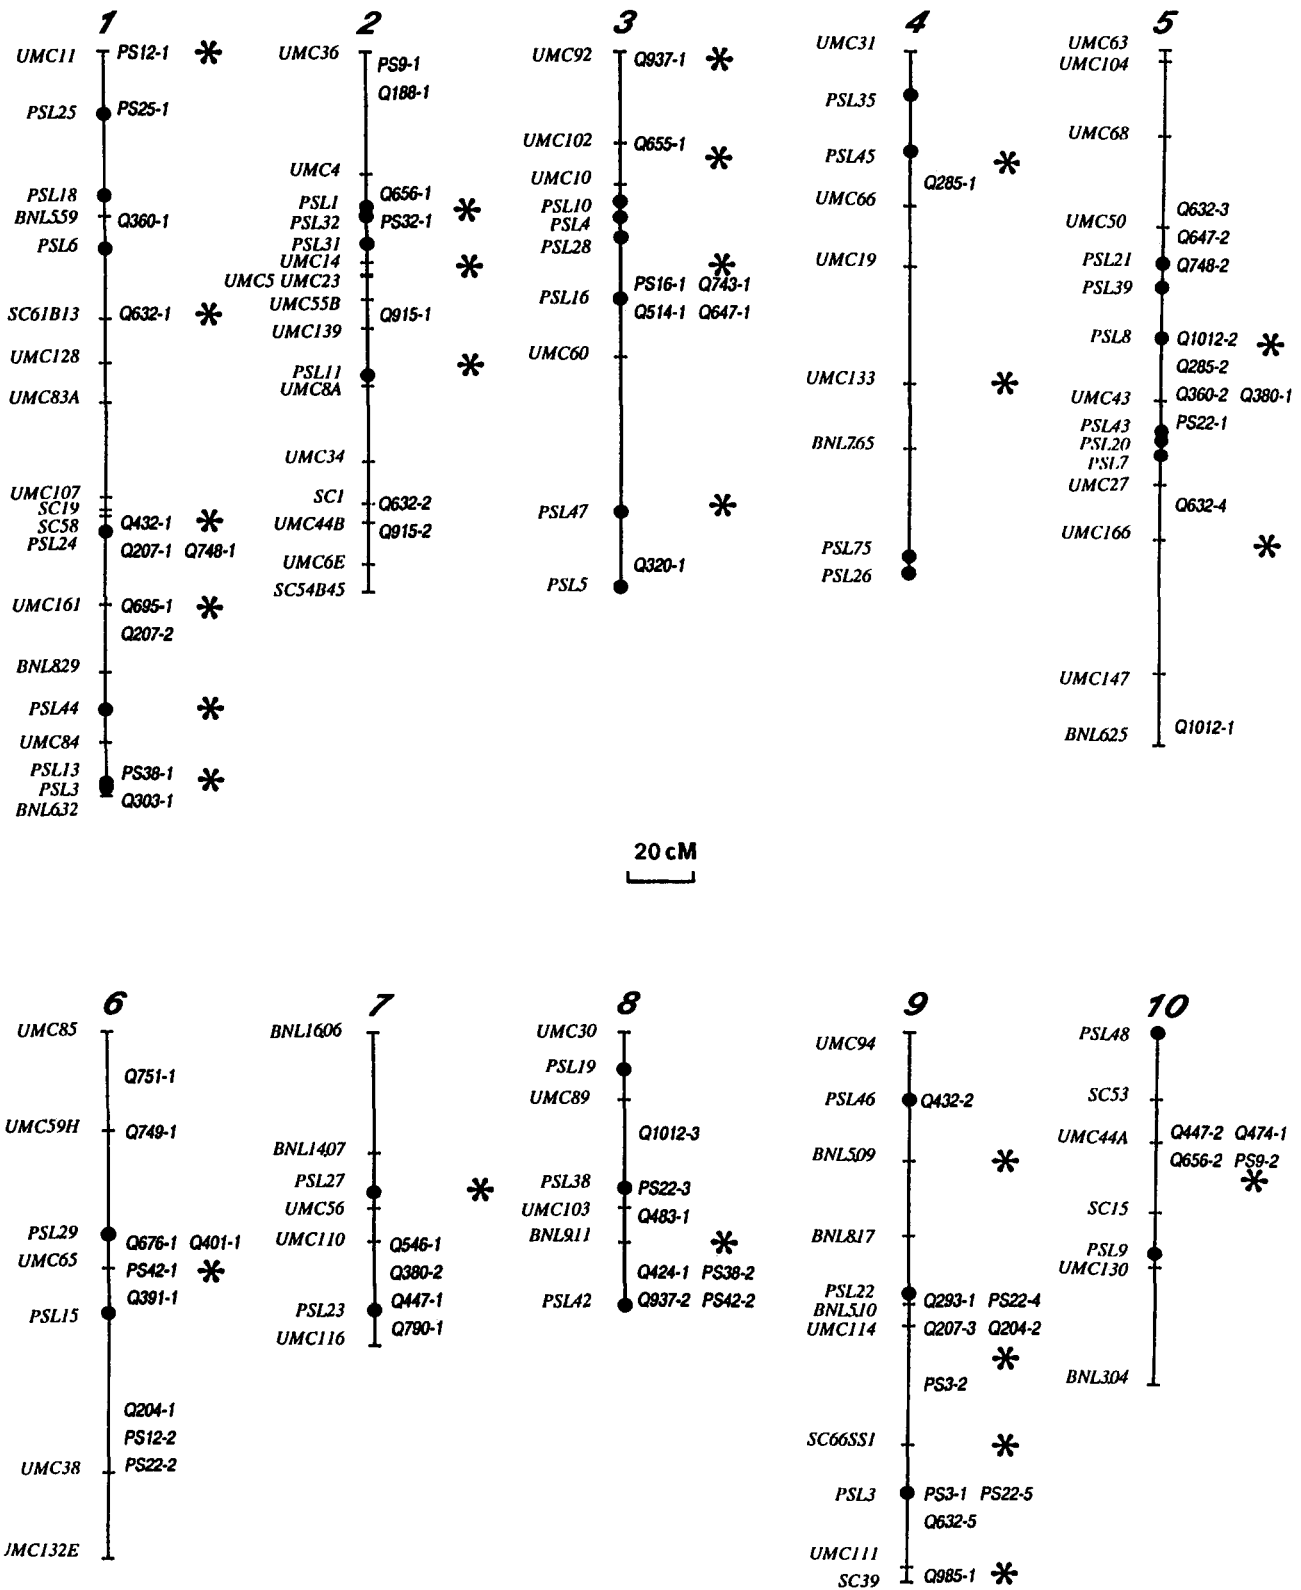 1
UMC11 PS12-1 *
PSL25 PS25-1
PSL18
BNL5.59 Q360-1
PSL6
SC61B13 Q632-1 *
UMC128
UMC83A
UMC107
SC19
SC58 Q432-1 *
PSL24 Q207-1 Q748-1
UMC161 Q695-1 *
Q207-2
BNL8.29
PSL44 *
UMC84
PSL13 PS38-1 *
PSL3 Q303-1
BNL6.32
2
UMC36 PS9-1
Q188-1
UMC4
Q656-1
PSL1 *
PSL32 PS32-1
PSL31
UMC14 *
UMC5 UMC23
UMC55B Q915-1
UMC139
PSL11 *
UMC8A
UMC34
SC1 Q632-2
UMC44B Q915-2
UMC6E
SC54B45
3
UMC92 Q937-1 *
UMC102 Q655-1 *
UMC10
PSL10
PSL4
PSL28 *
PS16-1 Q743-1
PSL16 Q514-1 Q647-1
UMC60
PSL47 *
Q320-1
PSL5
4
UMC31
PSL35
PSL45 *
Q285-1
UMC66
UMC19
UMC133 *
BNL7.65
PSL75
PSL26
5
UMC63
UMC104
UMC68
Q632-3
UMC50 Q647-2
PSL21 Q748-2
PSL39
PSL8 Q1012-2 *
Q285-2
UMC43 Q360-2 Q380-1
PSL43 PS22-1
PSL20
PSL7
UMC27
Q632-4
UMC166 *
UMC147
BNL6.25 Q1012-1
20 cM
6
UMC85
Q751-1
UMC59H Q749-1
PSL29 Q676-1 Q401-1
UMC65 PS42-1 *
PSL15 Q391-1
Q204-1
PS12-2
UMC38 PS22-2
UMC132E
7
BNL16.06
BNL14.07
PSL27 *
UMC56
UMC110 Q546-1
Q380-2
PSL23 Q447-1
UMC116 Q790-1
8
UMC30
PSL19
UMC89
Q1012-3
PSL38 PS22-3
UMC103 Q483-1
BNL9.11 *
Q424-1 PS38-2
PSL42 Q937-2 PS42-2
9
UMC94
PSL46 Q432-2
BNL5.09 *
BNL8.17
PSL22 Q293-1 PS22-4
BNL5.10
UMC114 Q207-3 Q204-2
*
PS3-2
SC66SS1 *
PSL3 PS3-1 PS22-5
Q632-5
UMC111
SC39 Q985-1 *
10
PSL48
SC53
UMC44A Q447-2 Q474-1
Q656-2 PS9-2
*
SC15
PSL9
UMC130
BNL3.04